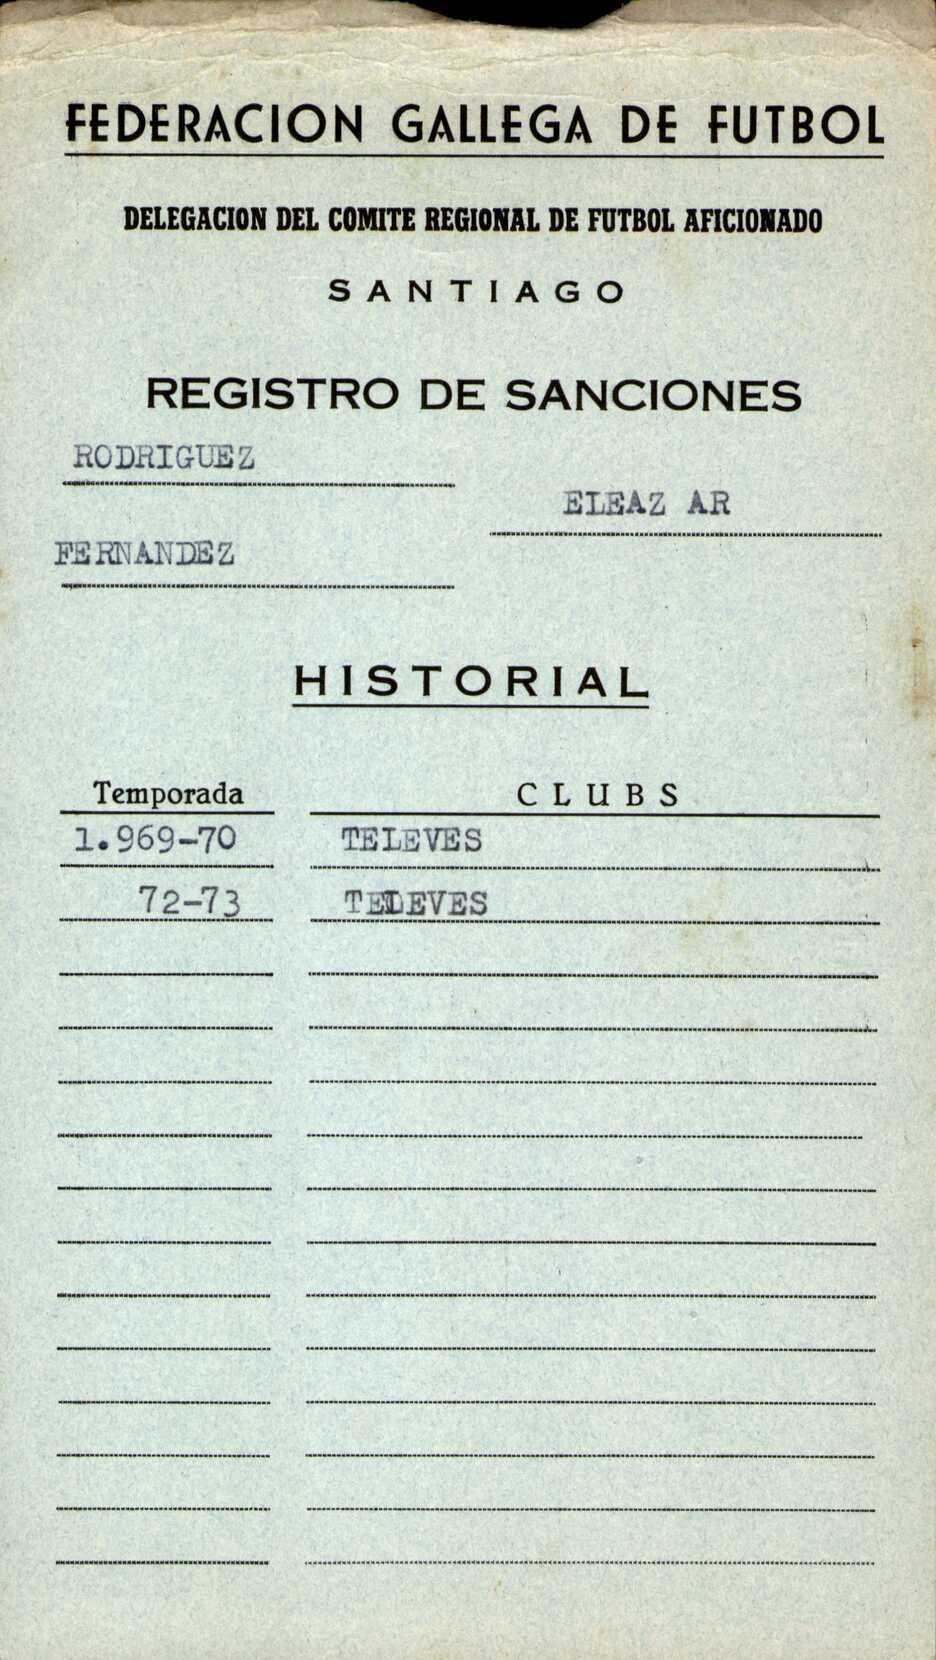 FEDERACION GALLEGA DE FUTBOL
DELEGACION DEL COMITE REGIONAL DE FUTBOL AFICIONADO
SANTIAGO
REGISTRO DE SANCIONES
RODRIGUEZ
ELEAZ AR
FERNANDEZ
HISTORIAL
Temporada CLUBS
1.969-70 TELEVES
72-73 TELEVES